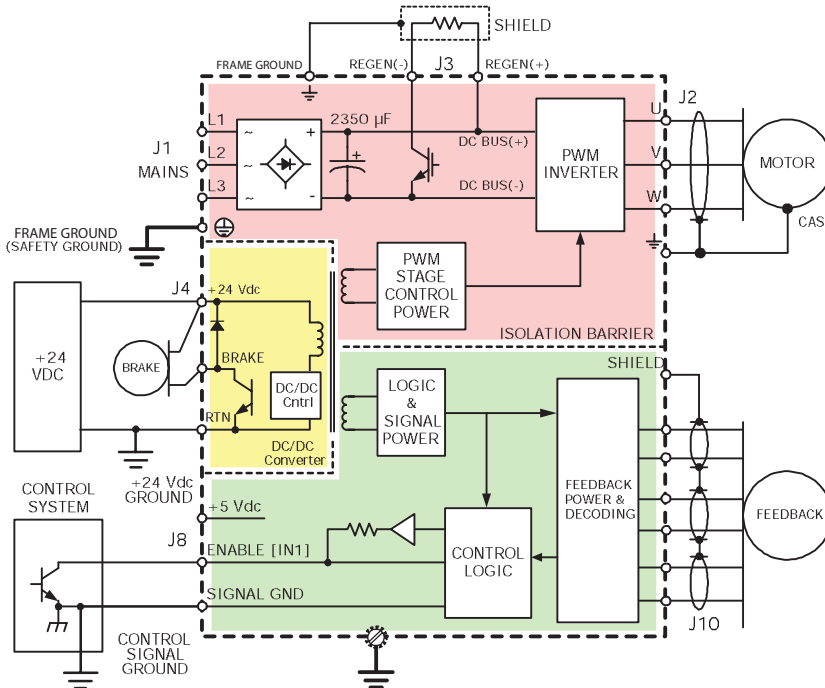 SHIELD
FRAME GROUND
REGEN(-)
J3
REGEN(+)
J1
MAINS
L1
L2
L3
~
~
~
+
-
2350 µF
+
DC BUS(+)
DC BUS(-)
PWM
INVERTER
U
V
W
J2
MOTOR
CAS
FRAME GROUND
(SAFETY GROUND)
PWM
STAGE
CONTROL
POWER
ISOLATION BARRIER
J4
+24 Vdc
+24
VDC
BRAKE
BRAKE
RTN
DC/DC
Cntrl
DC/DC
Converter
+24 Vdc
GROUND
SHIELD
LOGIC
&
SIGNAL
POWER
FEEDBACK
POWER &
DECODING
FEEDBACK
J10
CONTROL
SYSTEM
J8
+5 Vdc
ENABLE [IN1]
SIGNAL GND
CONTROL
LOGIC
CONTROL
SIGNAL
GROUND